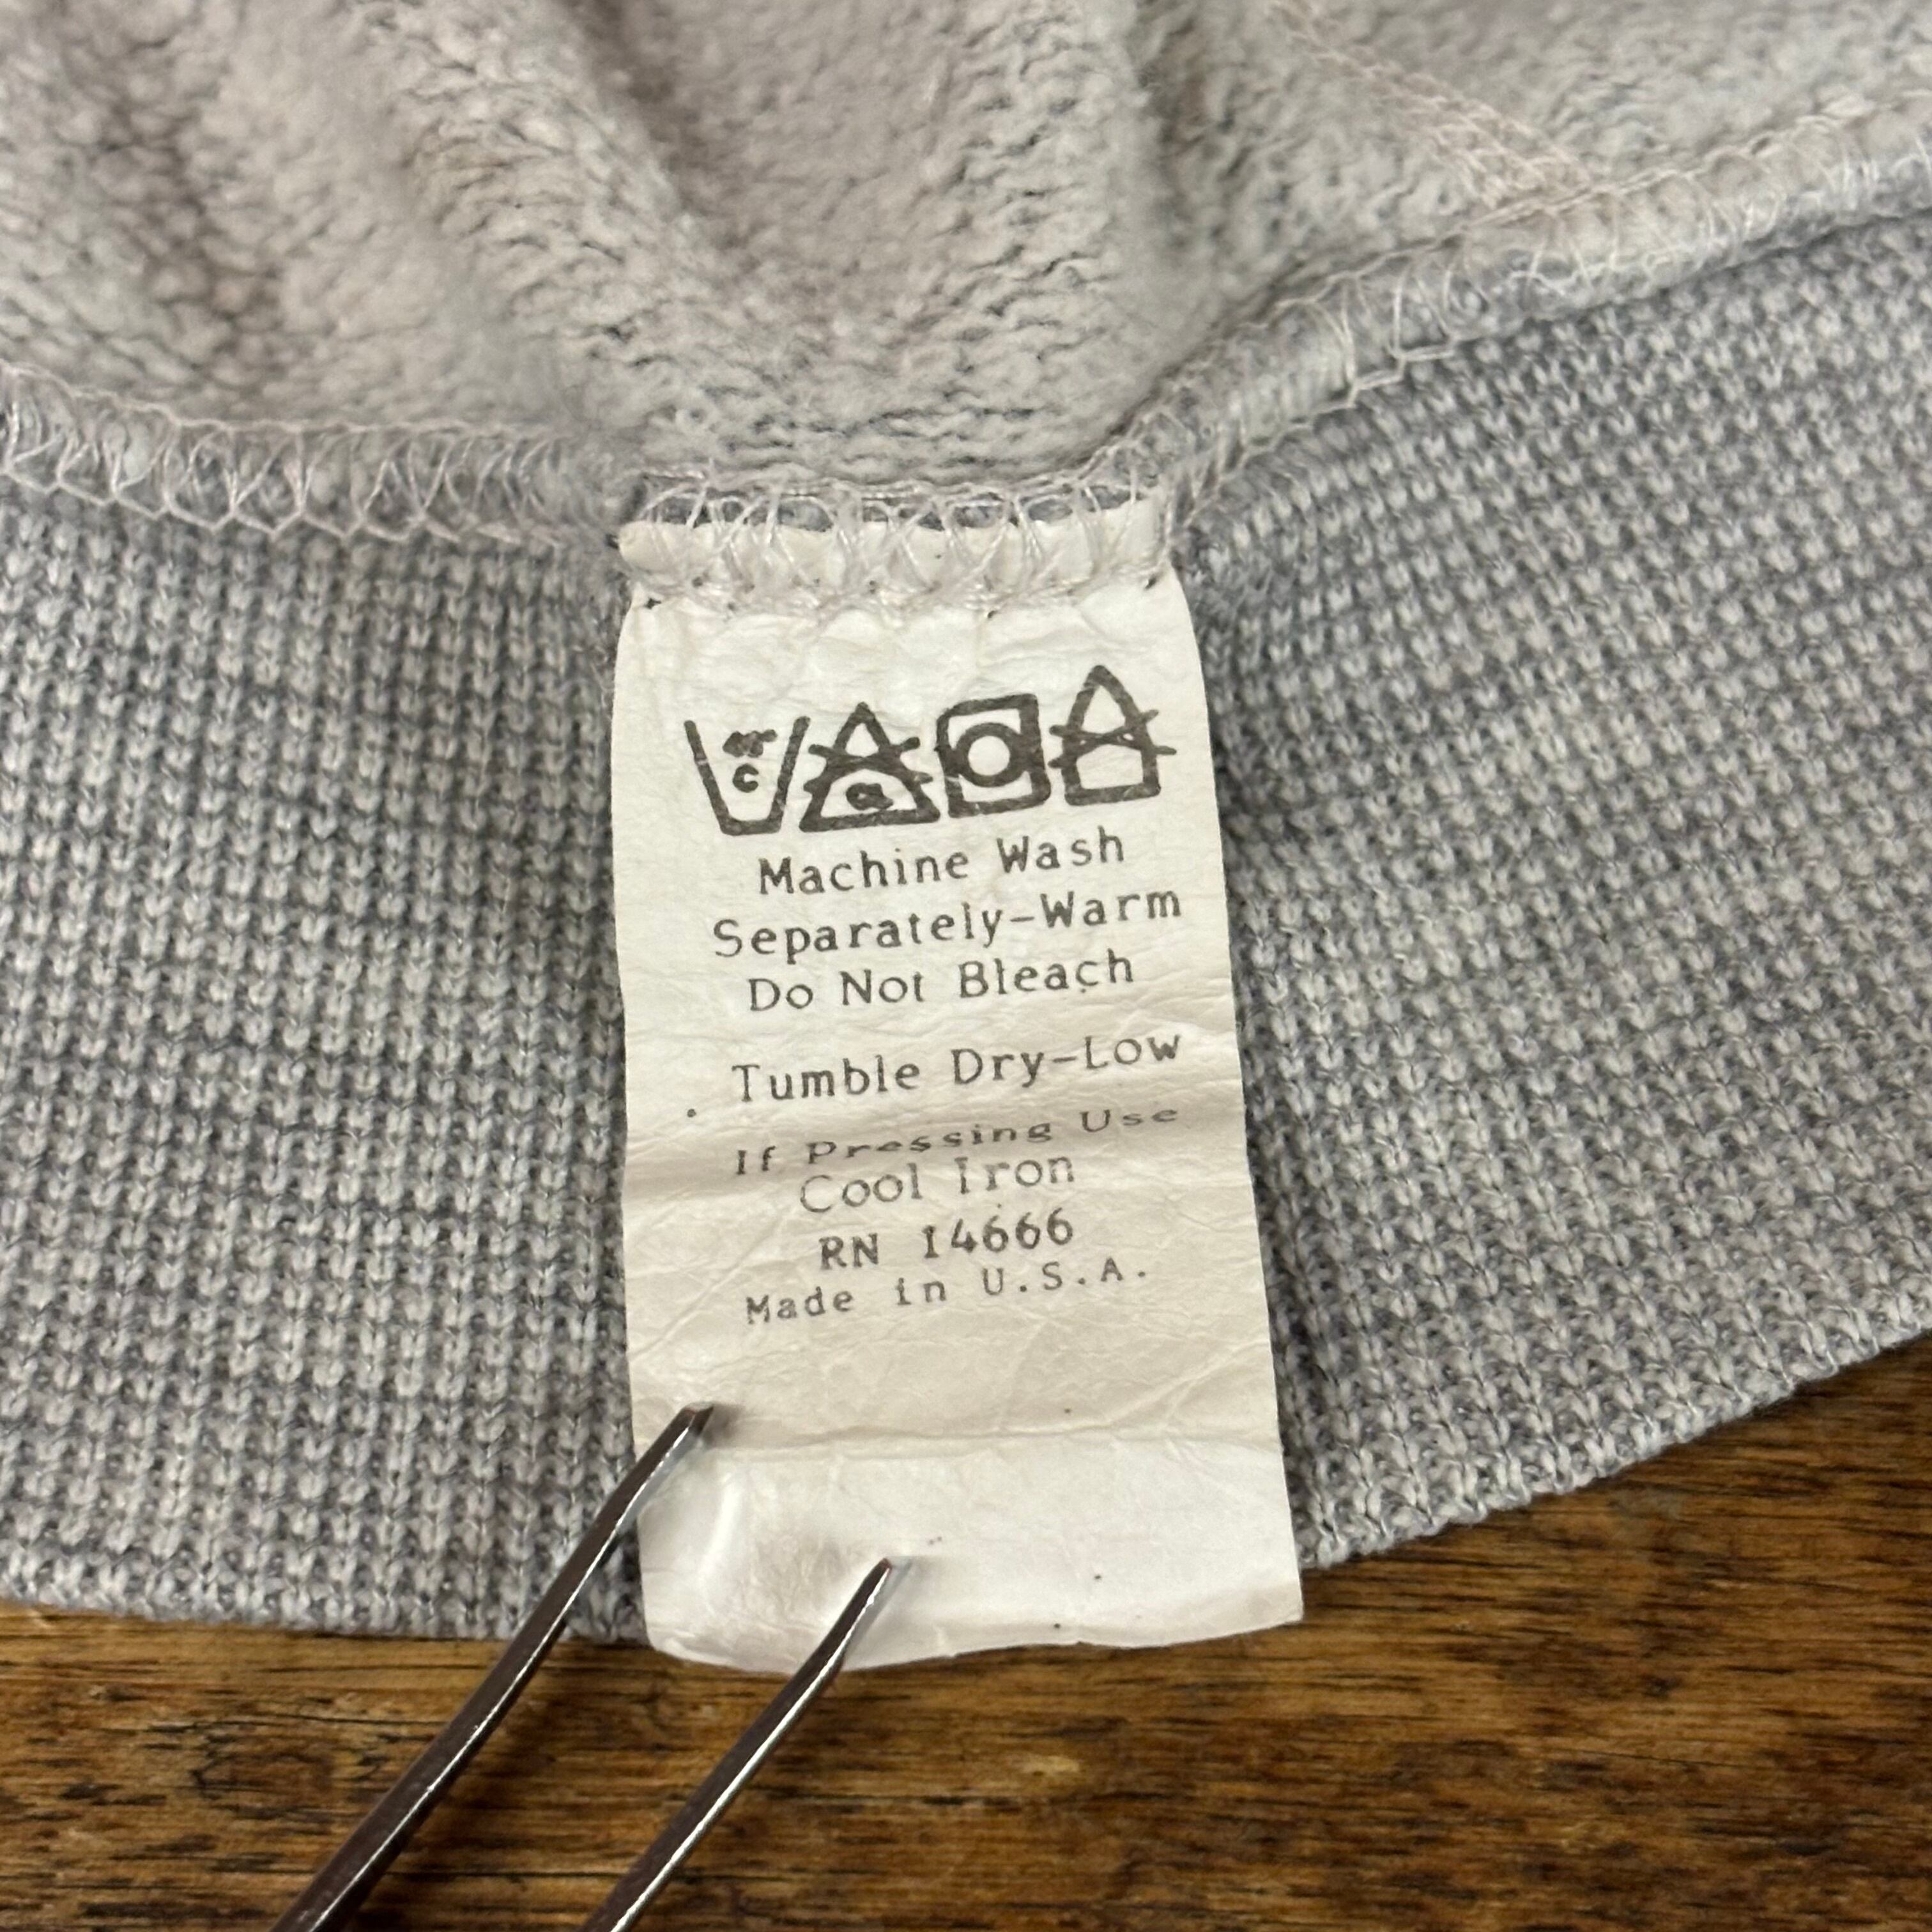 Machine Wash
Separately-Warm
Do Not Bleach
Tumble Dry-Low
If Pressing Use
Cool Iron
RN 14666
Made in U.S.A.